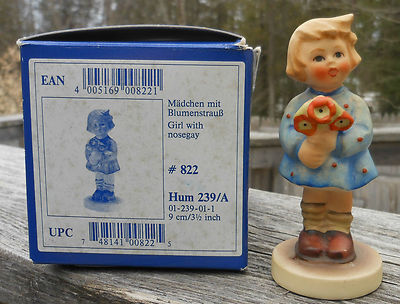 EAN
4 005169 008221
Mädchen mit
Blumenstrauß
Girl with
nosegay
# 822
Hum 239/A
01-239-01-1
9 cm/3½ inch
UPC
7 48141 00822 5